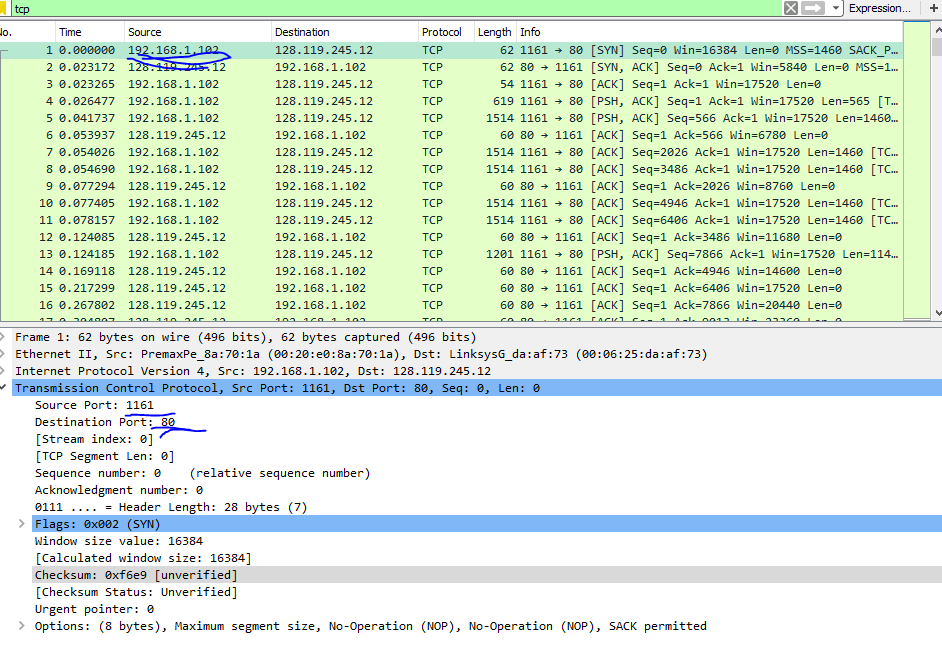 tcp Expression… +
No. Time Source Destination Protocol Length Info
1 0.000000 192.168.1.102 128.119.245.12 TCP 62 1161 → 80 [SYN] Seq=0 Win=16384 Len=0 MSS=1460 SACK_P…
2 0.023172 128.119.245.12 192.168.1.102 TCP 62 80 → 1161 [SYN, ACK] Seq=0 Ack=1 Win=5840 Len=0 MSS=1…
3 0.023265 192.168.1.102 128.119.245.12 TCP 54 1161 → 80 [ACK] Seq=1 Ack=1 Win=17520 Len=0
4 0.026477 192.168.1.102 128.119.245.12 TCP 619 1161 → 80 [PSH, ACK] Seq=1 Ack=1 Win=17520 Len=565 [T…
5 0.041737 192.168.1.102 128.119.245.12 TCP 1514 1161 → 80 [PSH, ACK] Seq=566 Ack=1 Win=17520 Len=1460…
6 0.053937 128.119.245.12 192.168.1.102 TCP 60 80 → 1161 [ACK] Seq=1 Ack=566 Win=6780 Len=0
7 0.054026 192.168.1.102 128.119.245.12 TCP 1514 1161 → 80 [ACK] Seq=2026 Ack=1 Win=17520 Len=1460 [TC…
8 0.054690 192.168.1.102 128.119.245.12 TCP 1514 1161 → 80 [ACK] Seq=3486 Ack=1 Win=17520 Len=1460 [TC…
9 0.077294 128.119.245.12 192.168.1.102 TCP 60 80 → 1161 [ACK] Seq=1 Ack=2026 Win=8760 Len=0
10 0.077405 192.168.1.102 128.119.245.12 TCP 1514 1161 → 80 [ACK] Seq=4946 Ack=1 Win=17520 Len=1460 [TC…
11 0.078157 192.168.1.102 128.119.245.12 TCP 1514 1161 → 80 [ACK] Seq=6406 Ack=1 Win=17520 Len=1460 [TC…
12 0.124085 128.119.245.12 192.168.1.102 TCP 60 80 → 1161 [ACK] Seq=1 Ack=3486 Win=11680 Len=0
13 0.124185 192.168.1.102 128.119.245.12 TCP 1201 1161 → 80 [PSH, ACK] Seq=7866 Ack=1 Win=17520 Len=114…
14 0.169118 128.119.245.12 192.168.1.102 TCP 60 80 → 1161 [ACK] Seq=1 Ack=4946 Win=14600 Len=0
15 0.217299 128.119.245.12 192.168.1.102 TCP 60 80 → 1161 [ACK] Seq=1 Ack=6406 Win=17520 Len=0
16 0.267802 128.119.245.12 192.168.1.102 TCP 60 80 → 1161 [ACK] Seq=1 Ack=7866 Win=20440 Len=0
Frame 1: 62 bytes on wire (496 bits), 62 bytes captured (496 bits)
Ethernet II, Src: PremaxPe_8a:70:1a (00:20:e0:8a:70:1a), Dst: LinksysG_da:af:73 (00:06:25:da:af:73)
Internet Protocol Version 4, Src: 192.168.1.102, Dst: 128.119.245.12
Transmission Control Protocol, Src Port: 1161, Dst Port: 80, Seq: 0, Len: 0
Source Port: 1161
Destination Port: 80
[Stream index: 0]
[TCP Segment Len: 0]
Sequence number: 0 (relative sequence number)
Acknowledgment number: 0
0111 .... = Header Length: 28 bytes (7)
Flags: 0x002 (SYN)
Window size value: 16384
[Calculated window size: 16384]
Checksum: 0xf6e9 [unverified]
[Checksum Status: Unverified]
Urgent pointer: 0
Options: (8 bytes), Maximum segment size, No-Operation (NOP), No-Operation (NOP), SACK permitted